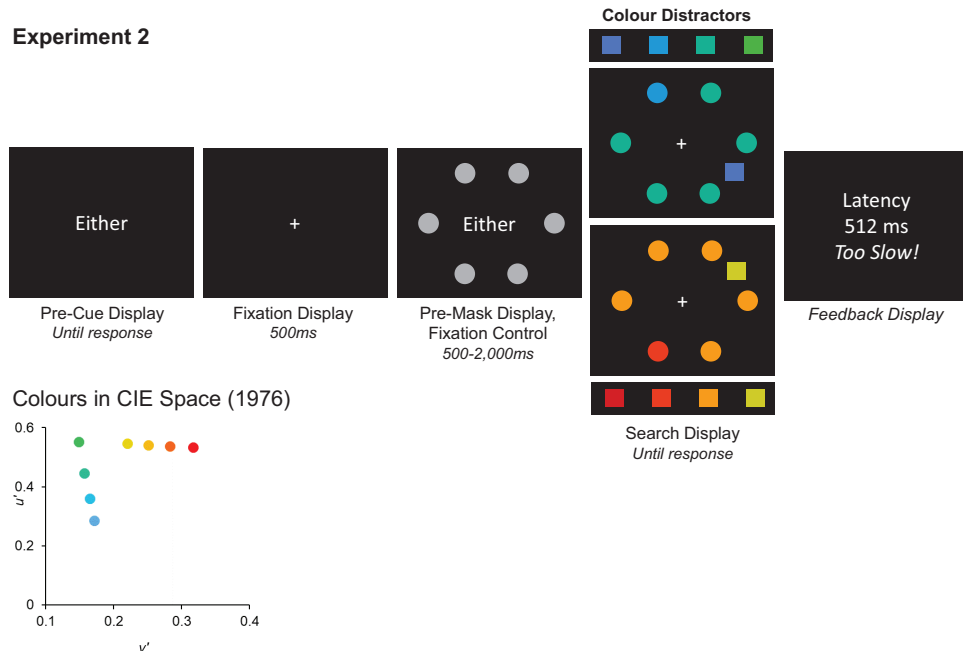 Experiment 2
Colour Distractors
Either
+
Either
+
+
Latency
512 ms
Too Slow!
Pre-Cue Display
Until response
Fixation Display
500ms
Pre-Mask Display,
Fixation Control
500-2,000ms
Feedback Display
Search Display
Until response
Colours in CIE Space (1976)
0.6
0.4
0.2
0
u'
0.1
0.2
0.3
0.4
v'